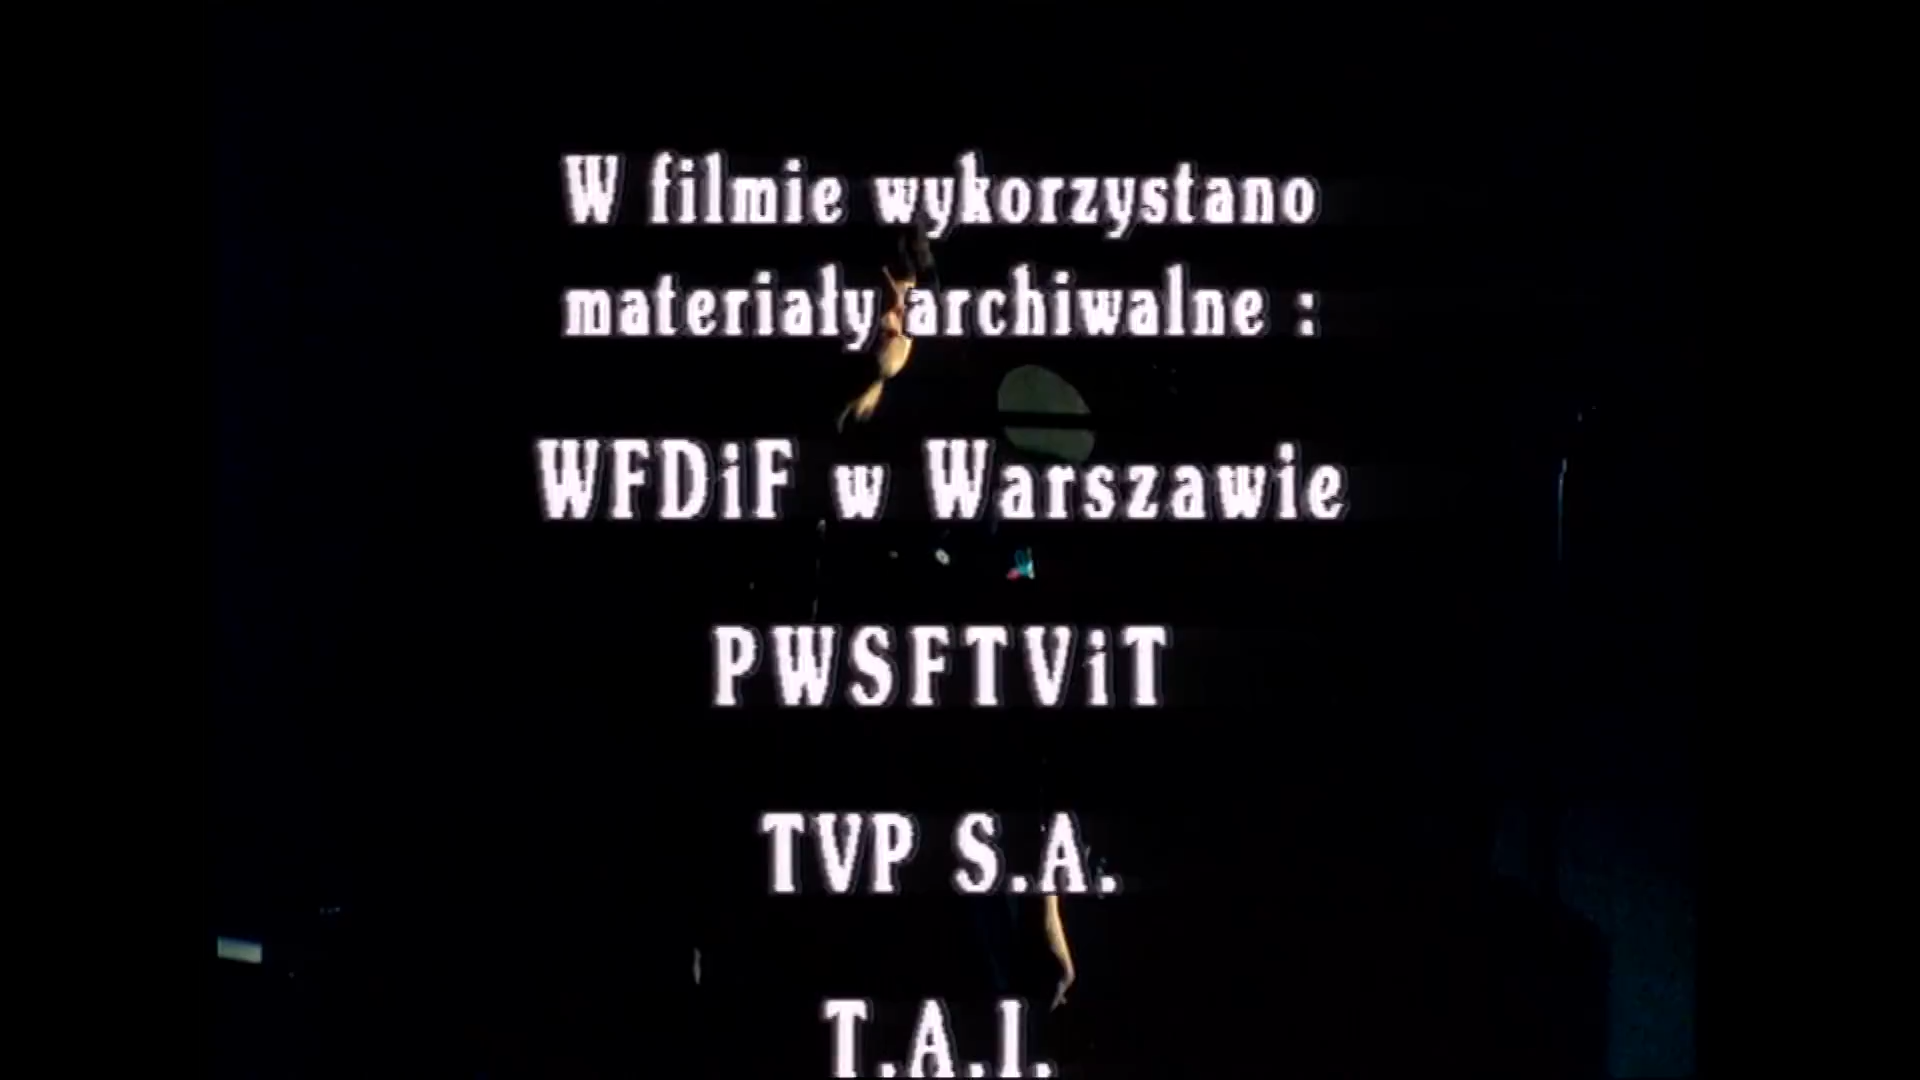 W filmie wykorzystano
materiały archiwalne :
WFDiF w Warszawie
PWSFTViT
TVP S.A.
T.A.I.